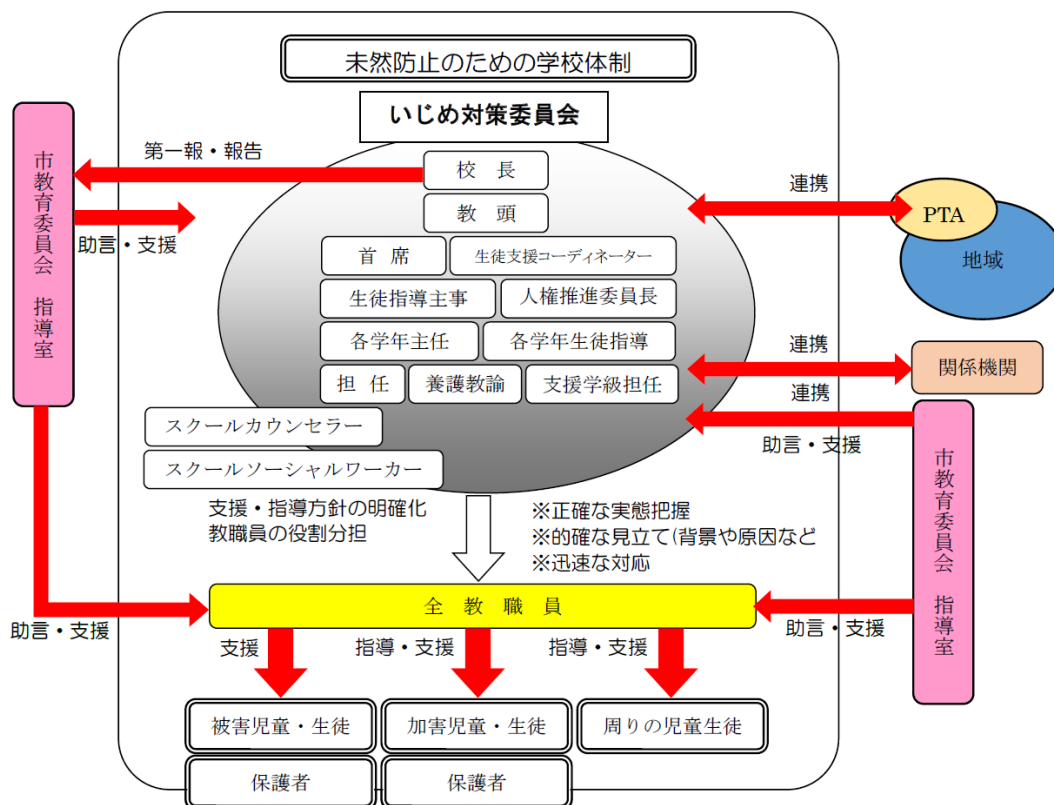 未然防止のための学校体制
いじめ対策委員会
市教育委員会 指導室
第一報・報告
助言・支援
校 長
教 頭
首 席
生徒支援コーディネーター
生徒指導主事
人権推進委員長
各学年主任
各学年生徒指導
担 任
養護教諭
支援学級担任
スクールカウンセラー
スクールソーシャルワーカー
連携
PTA
地域
連携
関係機関
連携
助言・支援
市教育委員会 指導室
支援・指導方針の明確化
教職員の役割分担
※正確な実態把握
※的確な見立て(背景や原因など
※迅速な対応
全 教 職 員
助言・支援
助言・支援
支援
指導・支援
指導・支援
被害児童・生徒
加害児童・生徒
周りの児童生徒
保護者
保護者